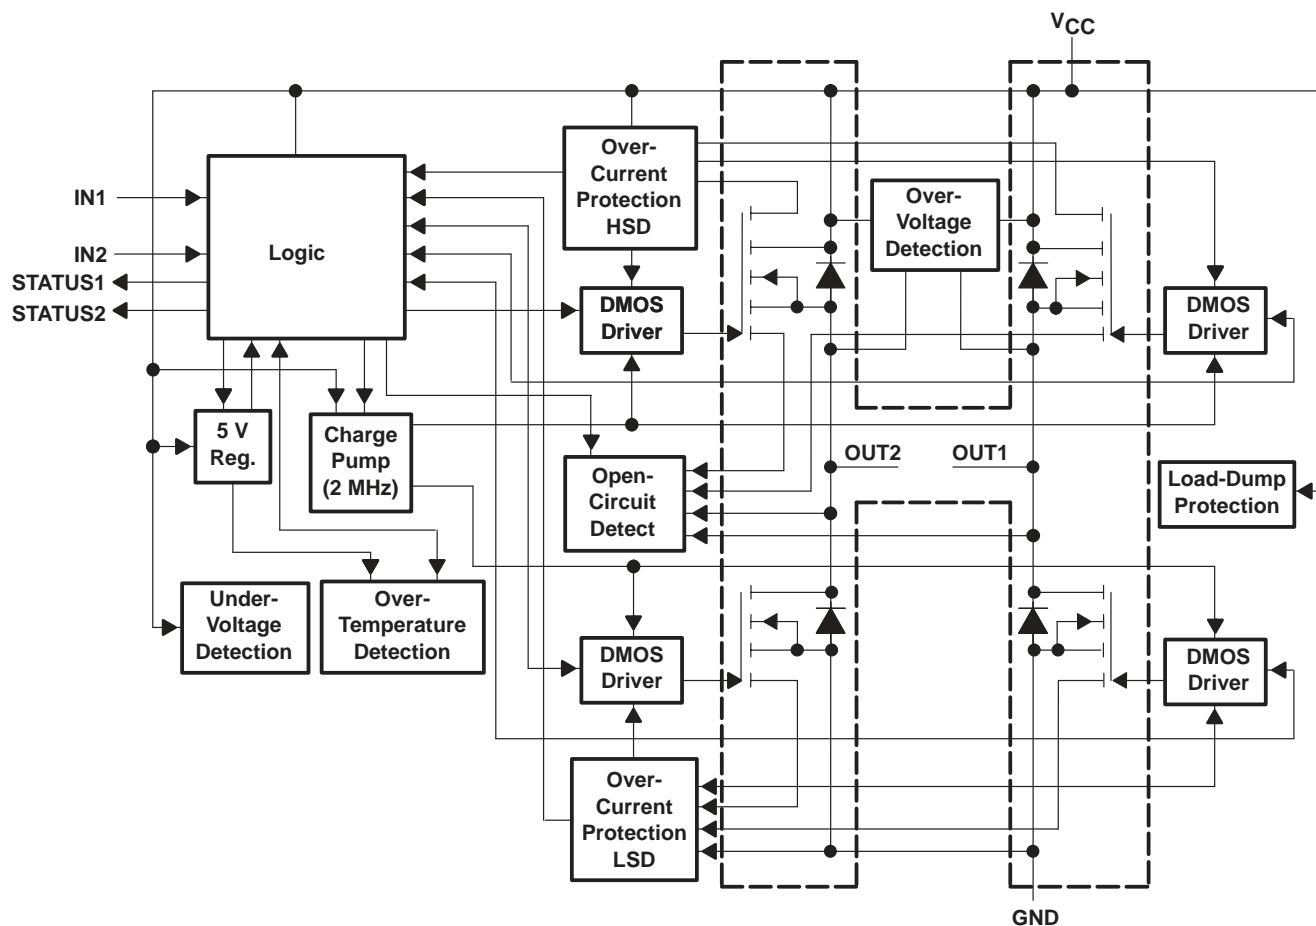 VCC
Over-
Current
Protection
HSD
IN1
Over-
Voltage
Detection
IN2
Logic
STATUS1
STATUS2
DMOS
Driver
DMOS
Driver
5 V
Reg.
Charge
Pump
(2 MHz)
OUT2
OUT1
Open-
Circuit
Detect
Load-Dump
Protection
Under-
Voltage
Detection
Over-
Temperature
Detection
DMOS
Driver
DMOS
Driver
Over-
Current
Protection
LSD
GND